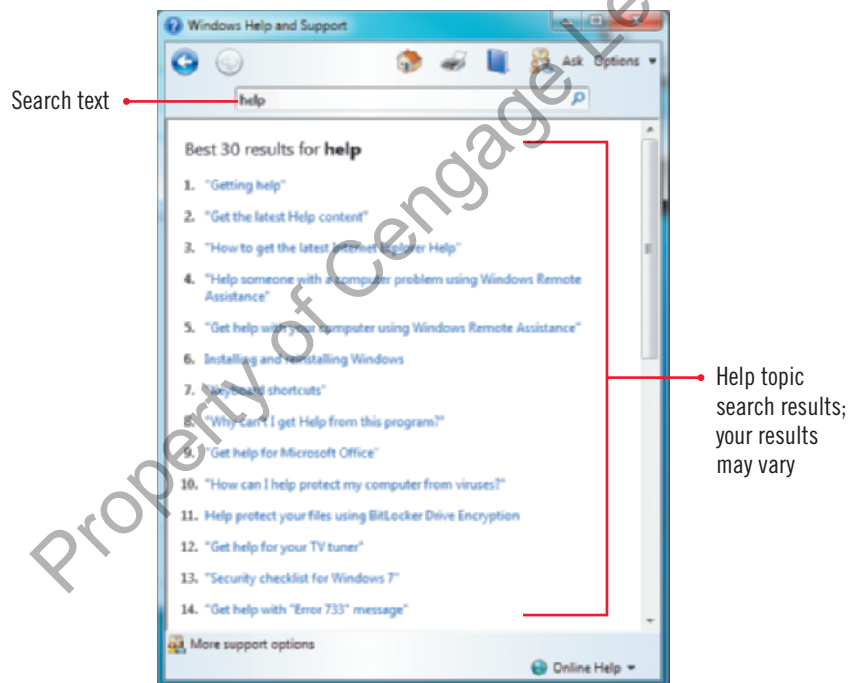 Windows Help and Support
Ask Options
Search text
help
Best 30 results for help
1. "Getting help"
2. "Get the latest Help content"
3. "How to get the latest Internet Explorer Help"
4. "Help someone with a computer problem using Windows Remote
Assistance"
5. "Get help with your computer using Windows Remote Assistance"
6. Installing and reinstalling Windows
7. "Keyboard shortcuts"
8. "Why can't I get Help from this program?"
9. "Get help for Microsoft Office"
10. "How can I help protect my computer from viruses?"
11. Help protect your files using BitLocker Drive Encryption
12. "Get help for your TV tuner"
13. "Security checklist for Windows 7"
14. "Get help with "Error 733" message"
Help topic
search results;
your results
may vary
More support options
Online Help
Property of Cengage Le